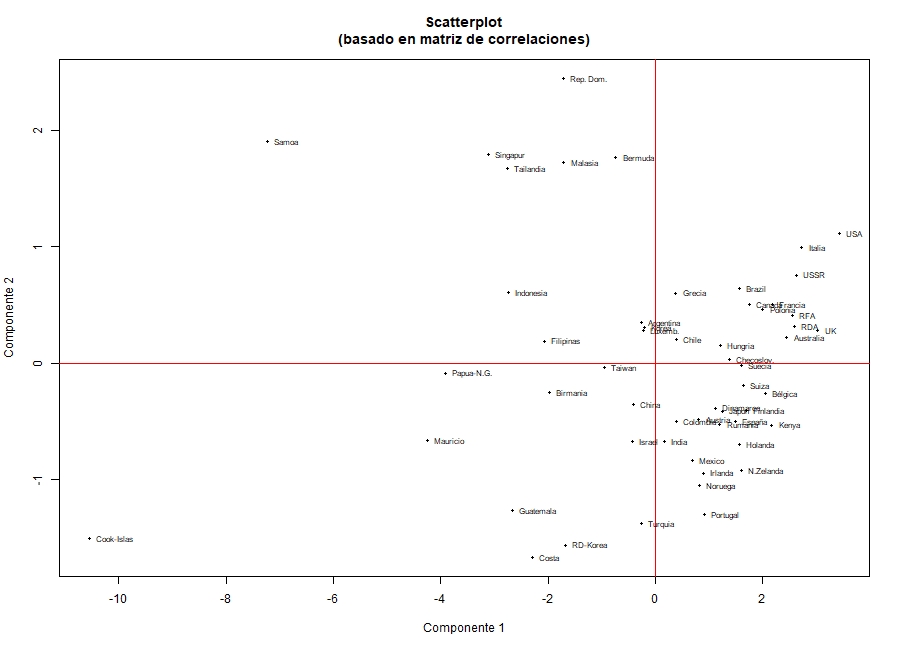 Scatterplot
(basado en matriz de correlaciones)
Rep. Dom.
Samoa
Singapur
Bermuda
Malasia
Tailandia
USA
Italia
USSR
Brazil
Indonesia
Grecia
Canada
Francia
Polonia
RFA
Argentina
RDA
UK
Luxemb.
Chile
Australia
Filipinas
Hungria
Checoslov.
Suecia
Taiwan
Papua-N.G.
Suiza
Birmania
Bélgica
China
Dinamarca
Japon
Finlandia
Colombia
Austria
España
Rumania
Kenya
Mauricio
Israel
India
Holanda
Mexico
Irlanda
N.Zelanda
Noruega
Guatemala
Portugal
Turquia
Cook-Islas
RD-Korea
Costa
Componente 2
2
1
0
-1
-10
-8
-6
-4
-2
0
2
Componente 1